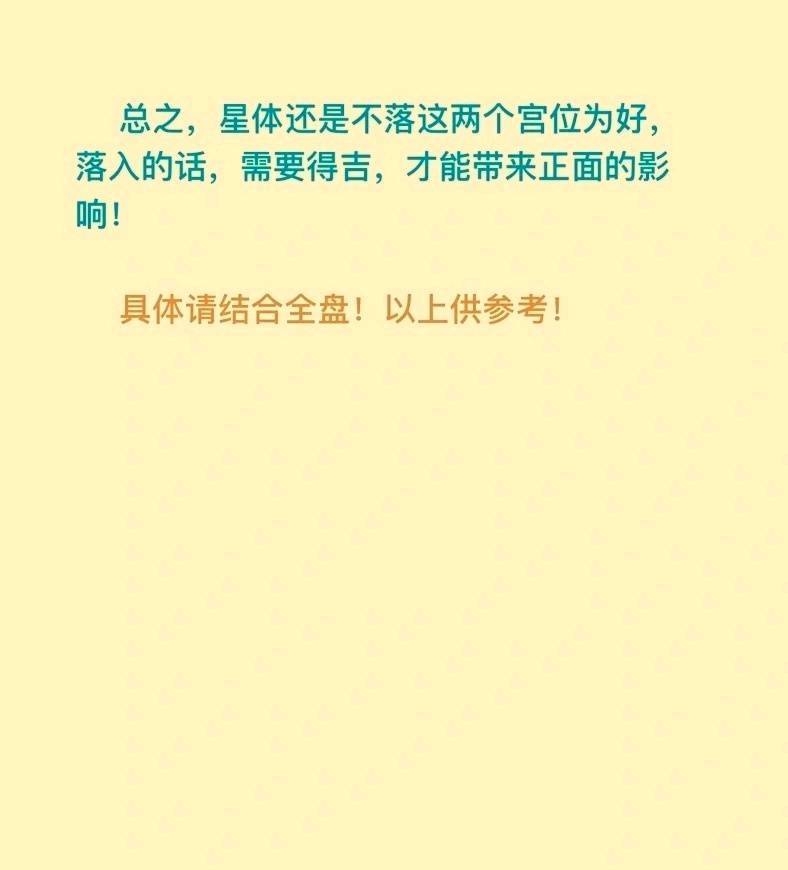 总之，星体还是不落这两个宫位为好，
落入的话，需要得吉，才能带来正面的影
响！
具体请结合全盘！以上供参考！